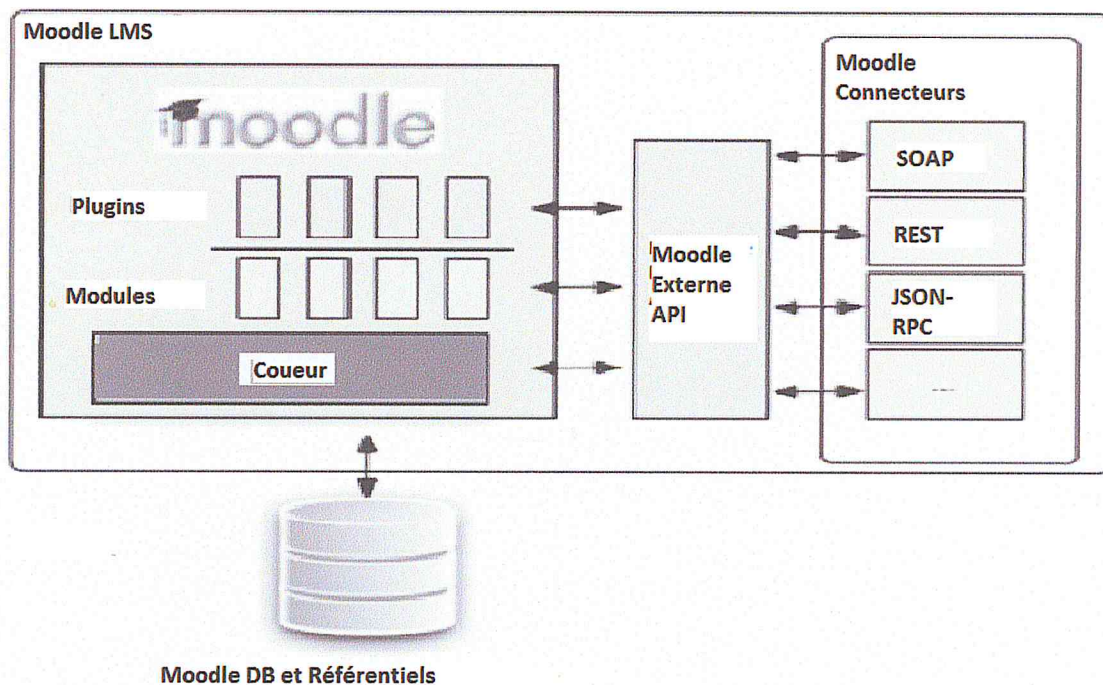 Moodle LMS
moodle
Plugins
Modules
Coueur
Moodle
Externe
API
Moodle
Connecteurs
SOAP
REST
JSON-
RPC
---
Moodle DB et Référentiels